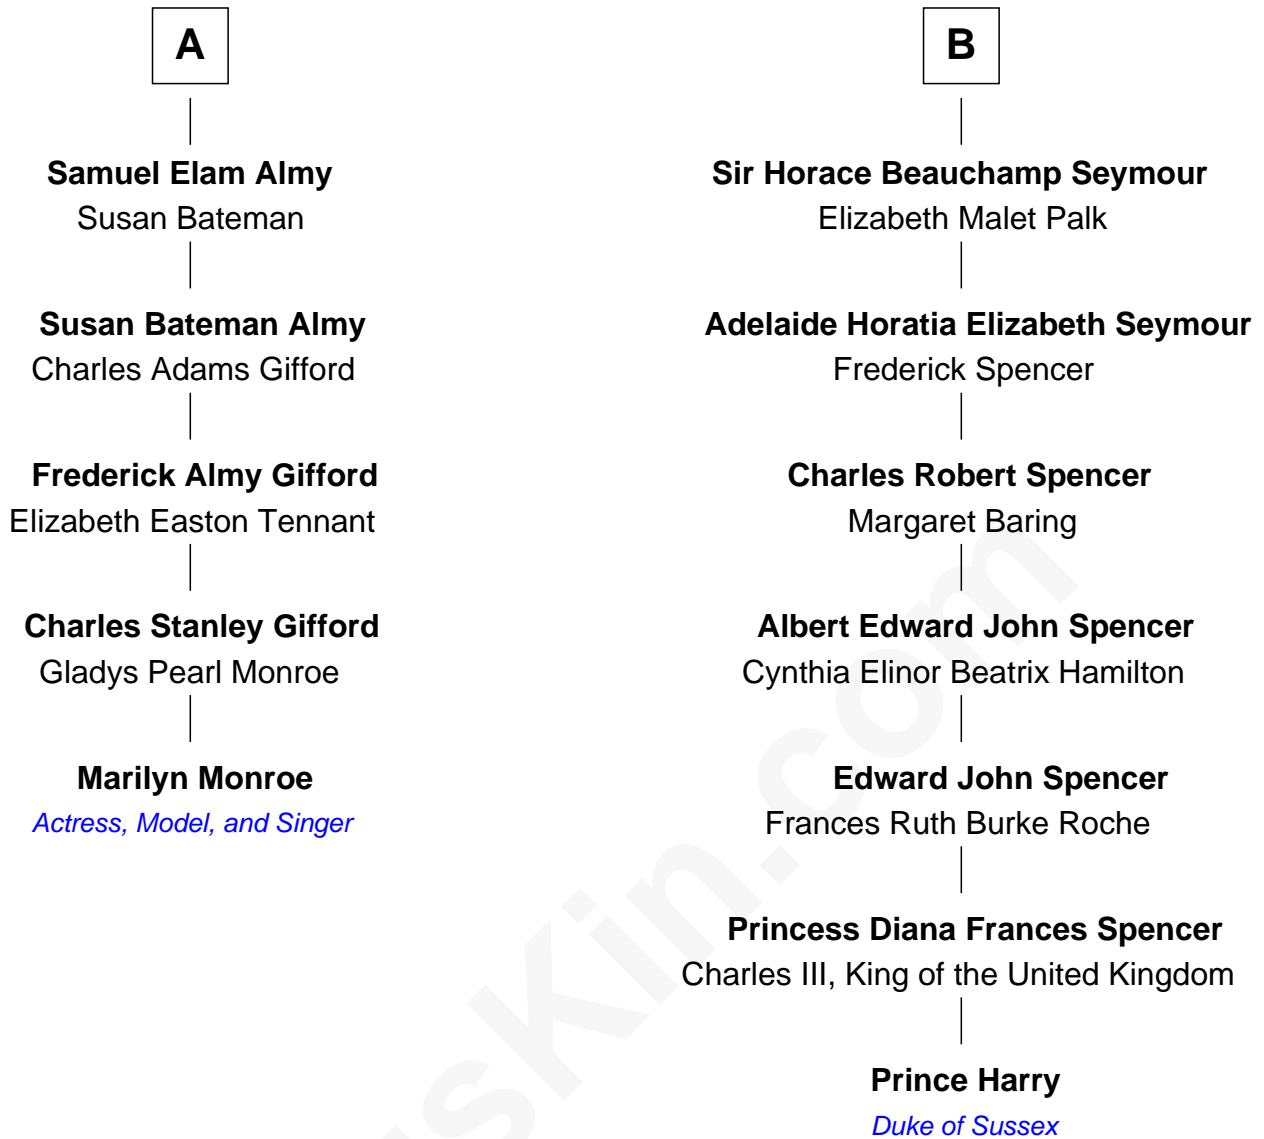 A
Samuel Elam Almy
Susan Bateman
Susan Bateman Almy
Charles Adams Gifford
Frederick Almy Gifford
Elizabeth Easton Tennant
Charles Stanley Gifford
Gladys Pearl Monroe
Marilyn Monroe
Actress, Model, and Singer
B
Sir Horace Beauchamp Seymour
Elizabeth Malet Palk
Adelaide Horatia Elizabeth Seymour
Frederick Spencer
Charles Robert Spencer
Margaret Baring
Albert Edward John Spencer
Cynthia Elinor Beatrix Hamilton
Edward John Spencer
Frances Ruth Burke Roche
Princess Diana Frances Spencer
Charles III, King of the United Kingdom
Prince Harry
Duke of Sussex